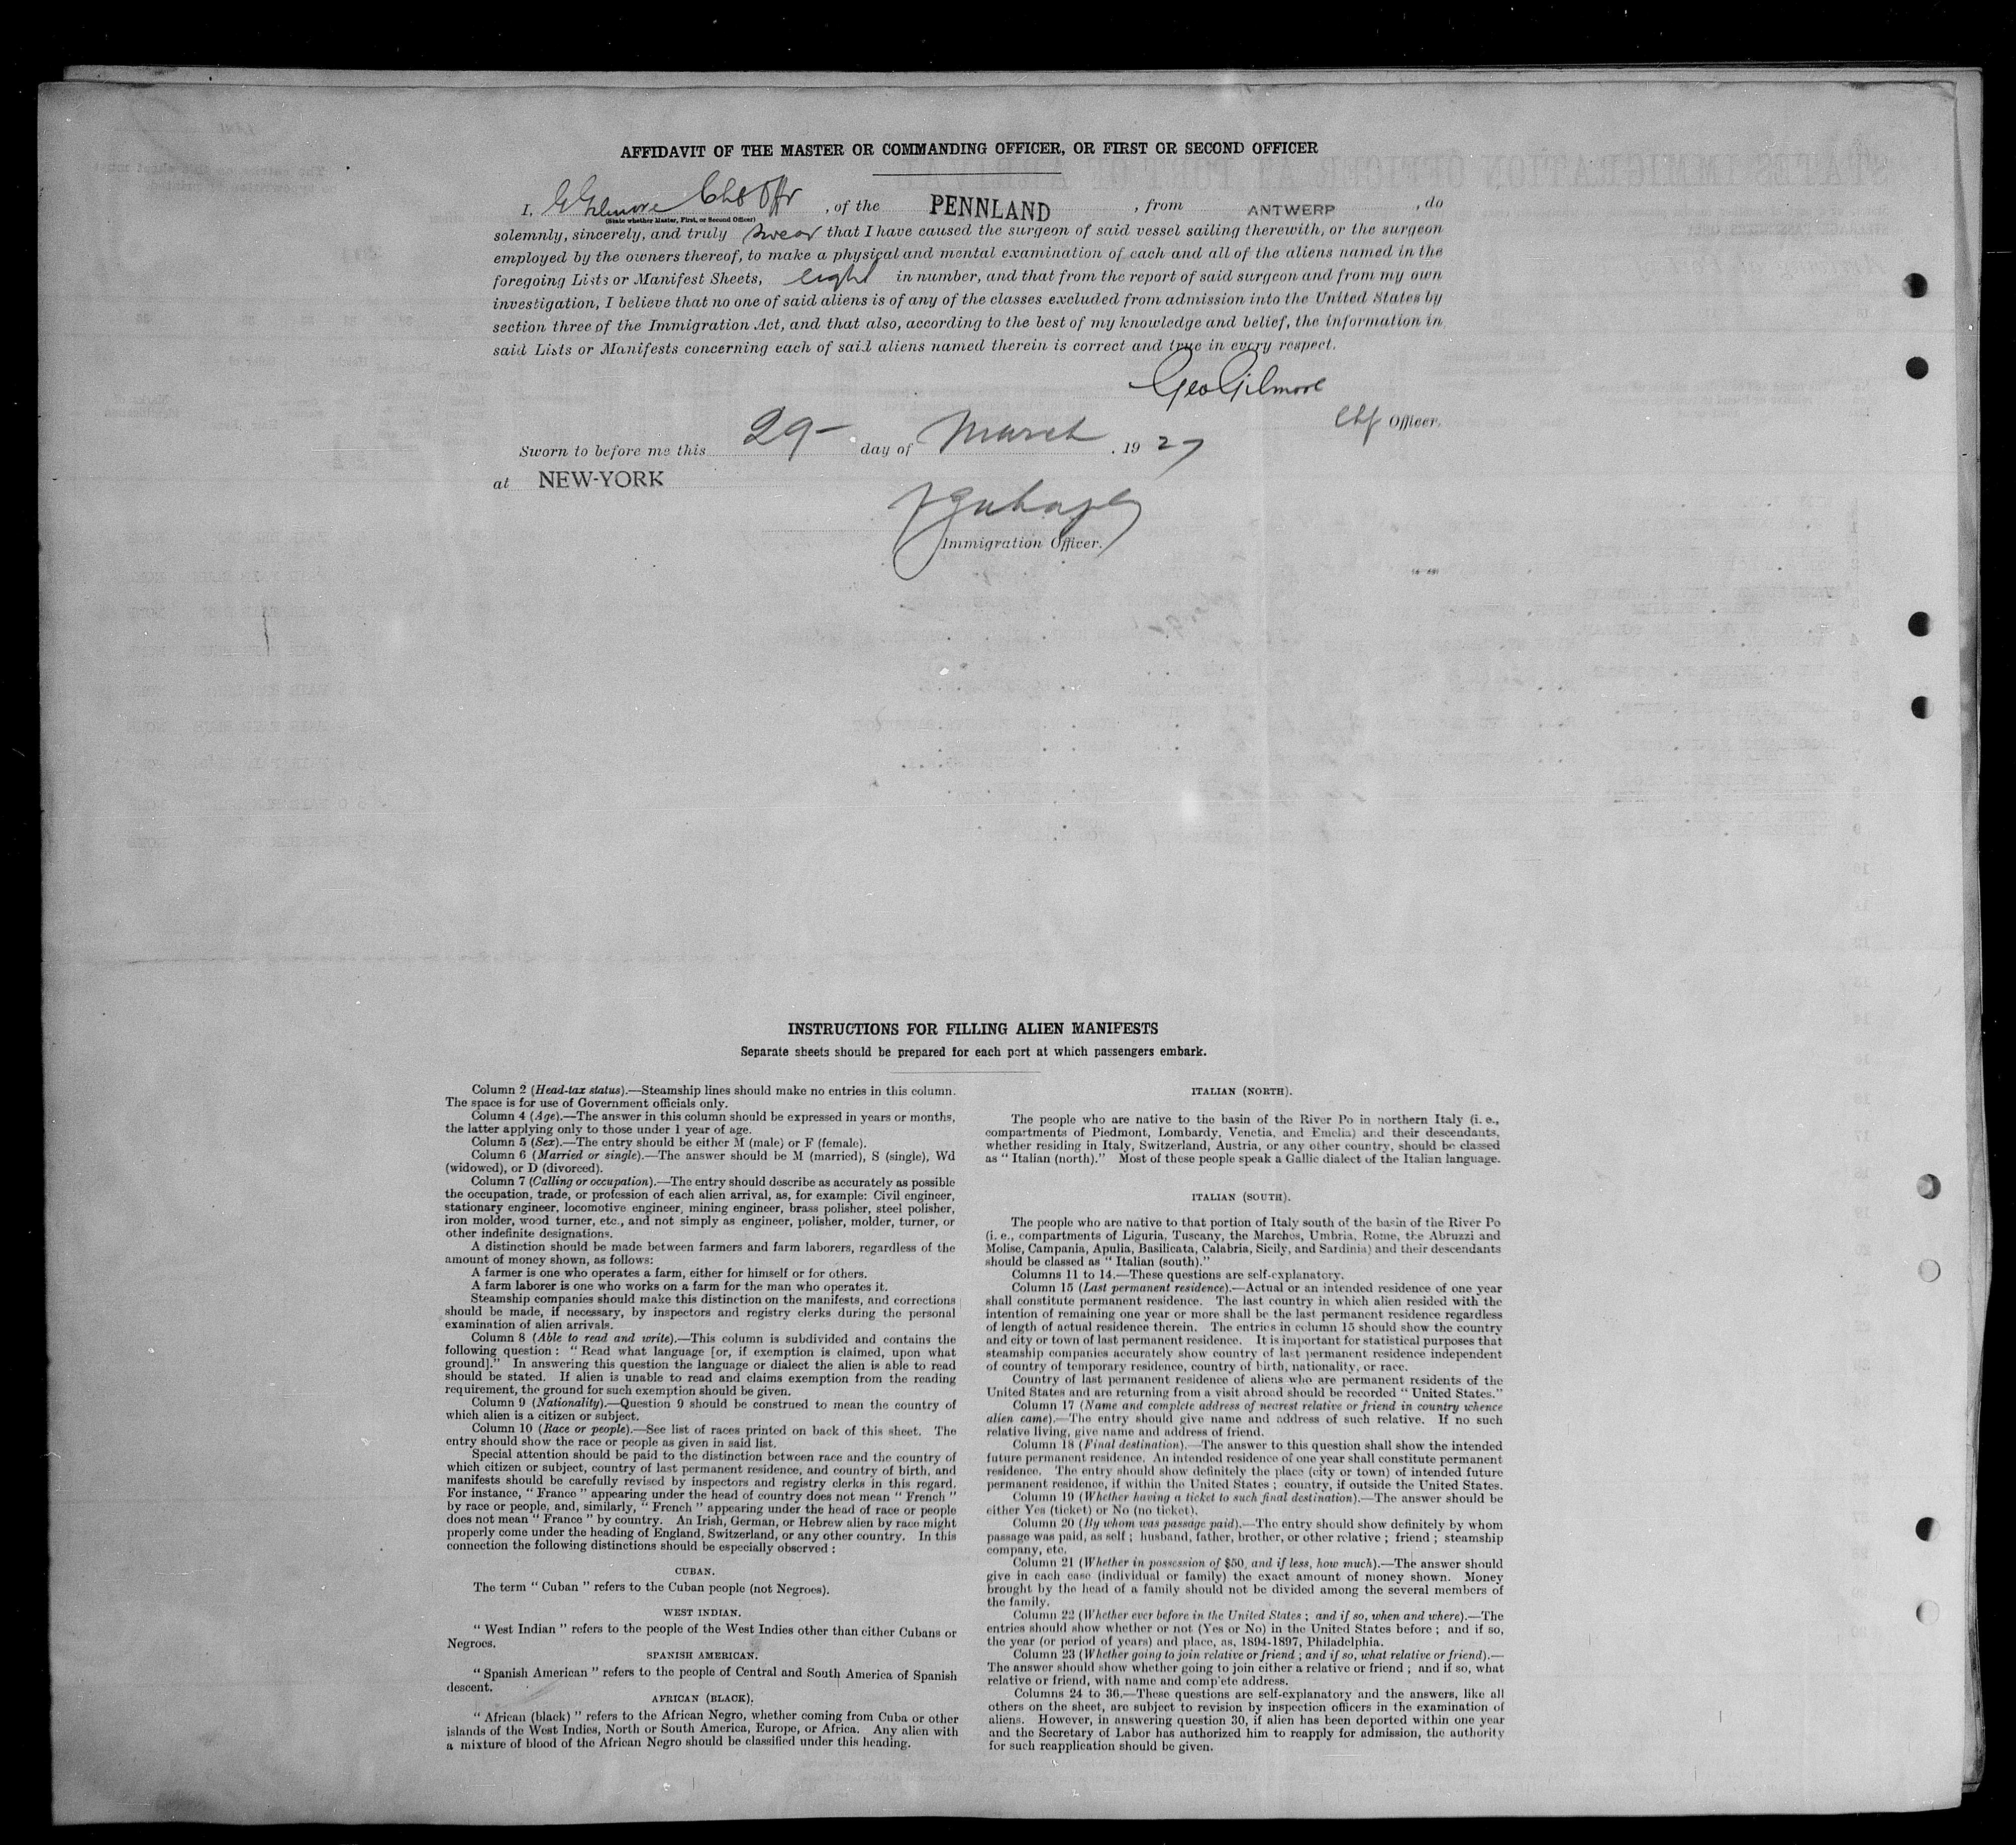 AFFIDAVIT OF THE MASTER OR COMMANDING OFFICER, OR FIRST OR SECOND OFFICER
I, G Gilmore Ch Offr, of the PENNLAND, from ANTWERP, do
(State whether Master, First, or Second Officer)
solemnly, sincerely, and truly swear that I have caused the surgeon of said vessel sailing therewith, or the surgeon
employed by the owners thereof, to make a physical and mental examination of each and all of the aliens named in the
foregoing Lists or Manifest Sheets, eight in number, and that from the report of said surgeon and from my own
investigation, I believe that no one of said aliens is of any of the classes excluded from admission into the United States by
section three of the Immigration Act, and that also, according to the best of my knowledge and belief, the information in
said Lists or Manifests concerning each of said aliens named therein is correct and true in every respect.
Geo Gilmore
Chf Officer.
Sworn to before me this 29- day of March, 1927
at NEW-YORK
Immigration Officer.
INSTRUCTIONS FOR FILLING ALIEN MANIFESTS
Separate sheets should be prepared for each port at which passengers embark.
Column 2 (Head-tax status).—Steamship lines should make no entries in this column.
The space is for use of Government officials only.
Column 4 (Age).—The answer in this column should be expressed in years or months,
the latter applying only to those under 1 year of age.
Column 5 (Sex).—The entry should be either M (male) or F (female).
Column 6 (Married or single).—The answer should be M (married), S (single), Wd
(widowed), or D (divorced).
Column 7 (Calling or occupation).—The entry should describe as accurately as possible
the occupation, trade, or profession of each alien arrival, as, for example: Civil engineer,
stationary engineer, locomotive engineer, mining engineer, brass polisher, steel polisher,
iron molder, wood turner, etc., and not simply as engineer, polisher, molder, turner, or
other indefinite designations.
A distinction should be made between farmers and farm laborers, regardless of the
amount of money shown, as follows:
A farmer is one who operates a farm, either for himself or for others.
A farm laborer is one who works on a farm for the man who operates it.
Steamship companies should make this distinction on the manifests, and corrections
should be made, if necessary, by inspectors and registry clerks during the personal
examination of alien arrivals.
Column 8 (Able to read and write).—This column is subdivided and contains the
following question: "Read what language [or, if exemption is claimed, upon what
ground]." In answering this question the language or dialect the alien is able to read
should be stated. If alien is unable to read and claims exemption from the reading
requirement, the ground for such exemption should be given.
Column 9 (Nationality).—Question 9 should be construed to mean the country of
which alien is a citizen or subject.
Column 10 (Race or people).—See list of races printed on back of this sheet. The
entry should show the race or people as given in said list.
Special attention should be paid to the distinction between race and the country of
which citizen or subject, country of last permanent residence, and country of birth, and
manifests should be carefully revised by inspectors and registry clerks in this regard.
For instance, "France" appearing under the head of country does not mean "French"
by race or people, and, similarly, "French" appearing under the head of race or people
does not mean "France" by country. An Irish, German, or Hebrew alien by race might
properly come under the heading of England, Switzerland, or any other country. In this
connection the following distinctions should be especially observed:
CUBAN.
The term "Cuban" refers to the Cuban people (not Negroes).
WEST INDIAN.
"West Indian" refers to the people of the West Indies other than either Cubans or
Negroes.
SPANISH AMERICAN.
"Spanish American" refers to the people of Central and South America of Spanish
descent.
AFRICAN (BLACK).
"African (black)" refers to the African Negro, whether coming from Cuba or other
islands of the West Indies, North or South America, Europe, or Africa. Any alien with
a mixture of blood of the African Negro should be classified under this heading.
ITALIAN (NORTH).
The people who are native to the basin of the River Po in northern Italy (i. e.,
compartments of Piedmont, Lombardy, Venetia, and Emelia) and their descendants,
whether residing in Italy, Switzerland, Austria, or any other country, should be classed
as "Italian (north)." Most of these people speak a Gallic dialect of the Italian language.
ITALIAN (SOUTH).
The people who are native to that portion of Italy south of the basin of the River Po
(i. e., compartments of Liguria, Tuscany, the Marches, Umbria, Rome, the Abruzzi and
Molise, Campania, Apulia, Basilicata, Calabria, Sicily, and Sardinia) and their descendants
should be classed as "Italian (south)."
Columns 11 to 14.—These questions are self-explanatory.
Column 15 (Last permanent residence).—Actual or an intended residence of one year
shall constitute permanent residence. The last country in which alien resided with the
intention of remaining one year or more shall be the last permanent residence regardless
of length of actual residence therein. The entries in column 15 should show the country
and city or town of last permanent residence. It is important for statistical purposes that
steamship companies accurately show country of last permanent residence independent
of country of temporary residence, country of birth, nationality, or race.
Country of last permanent residence of aliens who are permanent residents of the
United States and are returning from a visit abroad should be recorded "United States."
Column 17 (Name and complete address of nearest relative or friend in country whence
alien came).—The entry should give name and address of such relative. If no such
relative living, give name and address of friend.
Column 18 (Final destination).—The answer to this question shall show the intended
future permanent residence. An intended residence of one year shall constitute permanent
residence. The entry should show definitely the place (city or town) of intended future
permanent residence, if within the United States; country, if outside the United States.
Column 19 (Whether having a ticket to such final destination).—The answer should be
either Yes (ticket) or No (no ticket).
Column 20 (By whom was passage paid).—The entry should show definitely by whom
passage was paid, as self; husband, father, brother, or other relative; friend; steamship
company, etc.
Column 21 (Whether in possession of $50, and if less, how much).—The answer should
give in each case (individual or family) the exact amount of money shown. Money
brought by the head of a family should not be divided among the several members of
the family.
Column 22 (Whether ever before in the United States; and if so, when and where).—The
entries should show whether or not (Yes or No) in the United States before; and if so,
the year (or period of years) and place, as, 1894-1897, Philadelphia.
Column 23 (Whether going to join relative or friend; and if so, what relative or friend).—
The answer should show whether going to join either a relative or friend; and if so, what
relative or friend, with name and complete address.
Columns 24 to 36.—These questions are self-explanatory and the answers, like all
others on the sheet, are subject to revision by inspection officers in the examination of
aliens. However, in answering question 30, if alien has been deported within one year
and the Secretary of Labor has authorized him to reapply for admission, the authority
for such reapplication should be given.